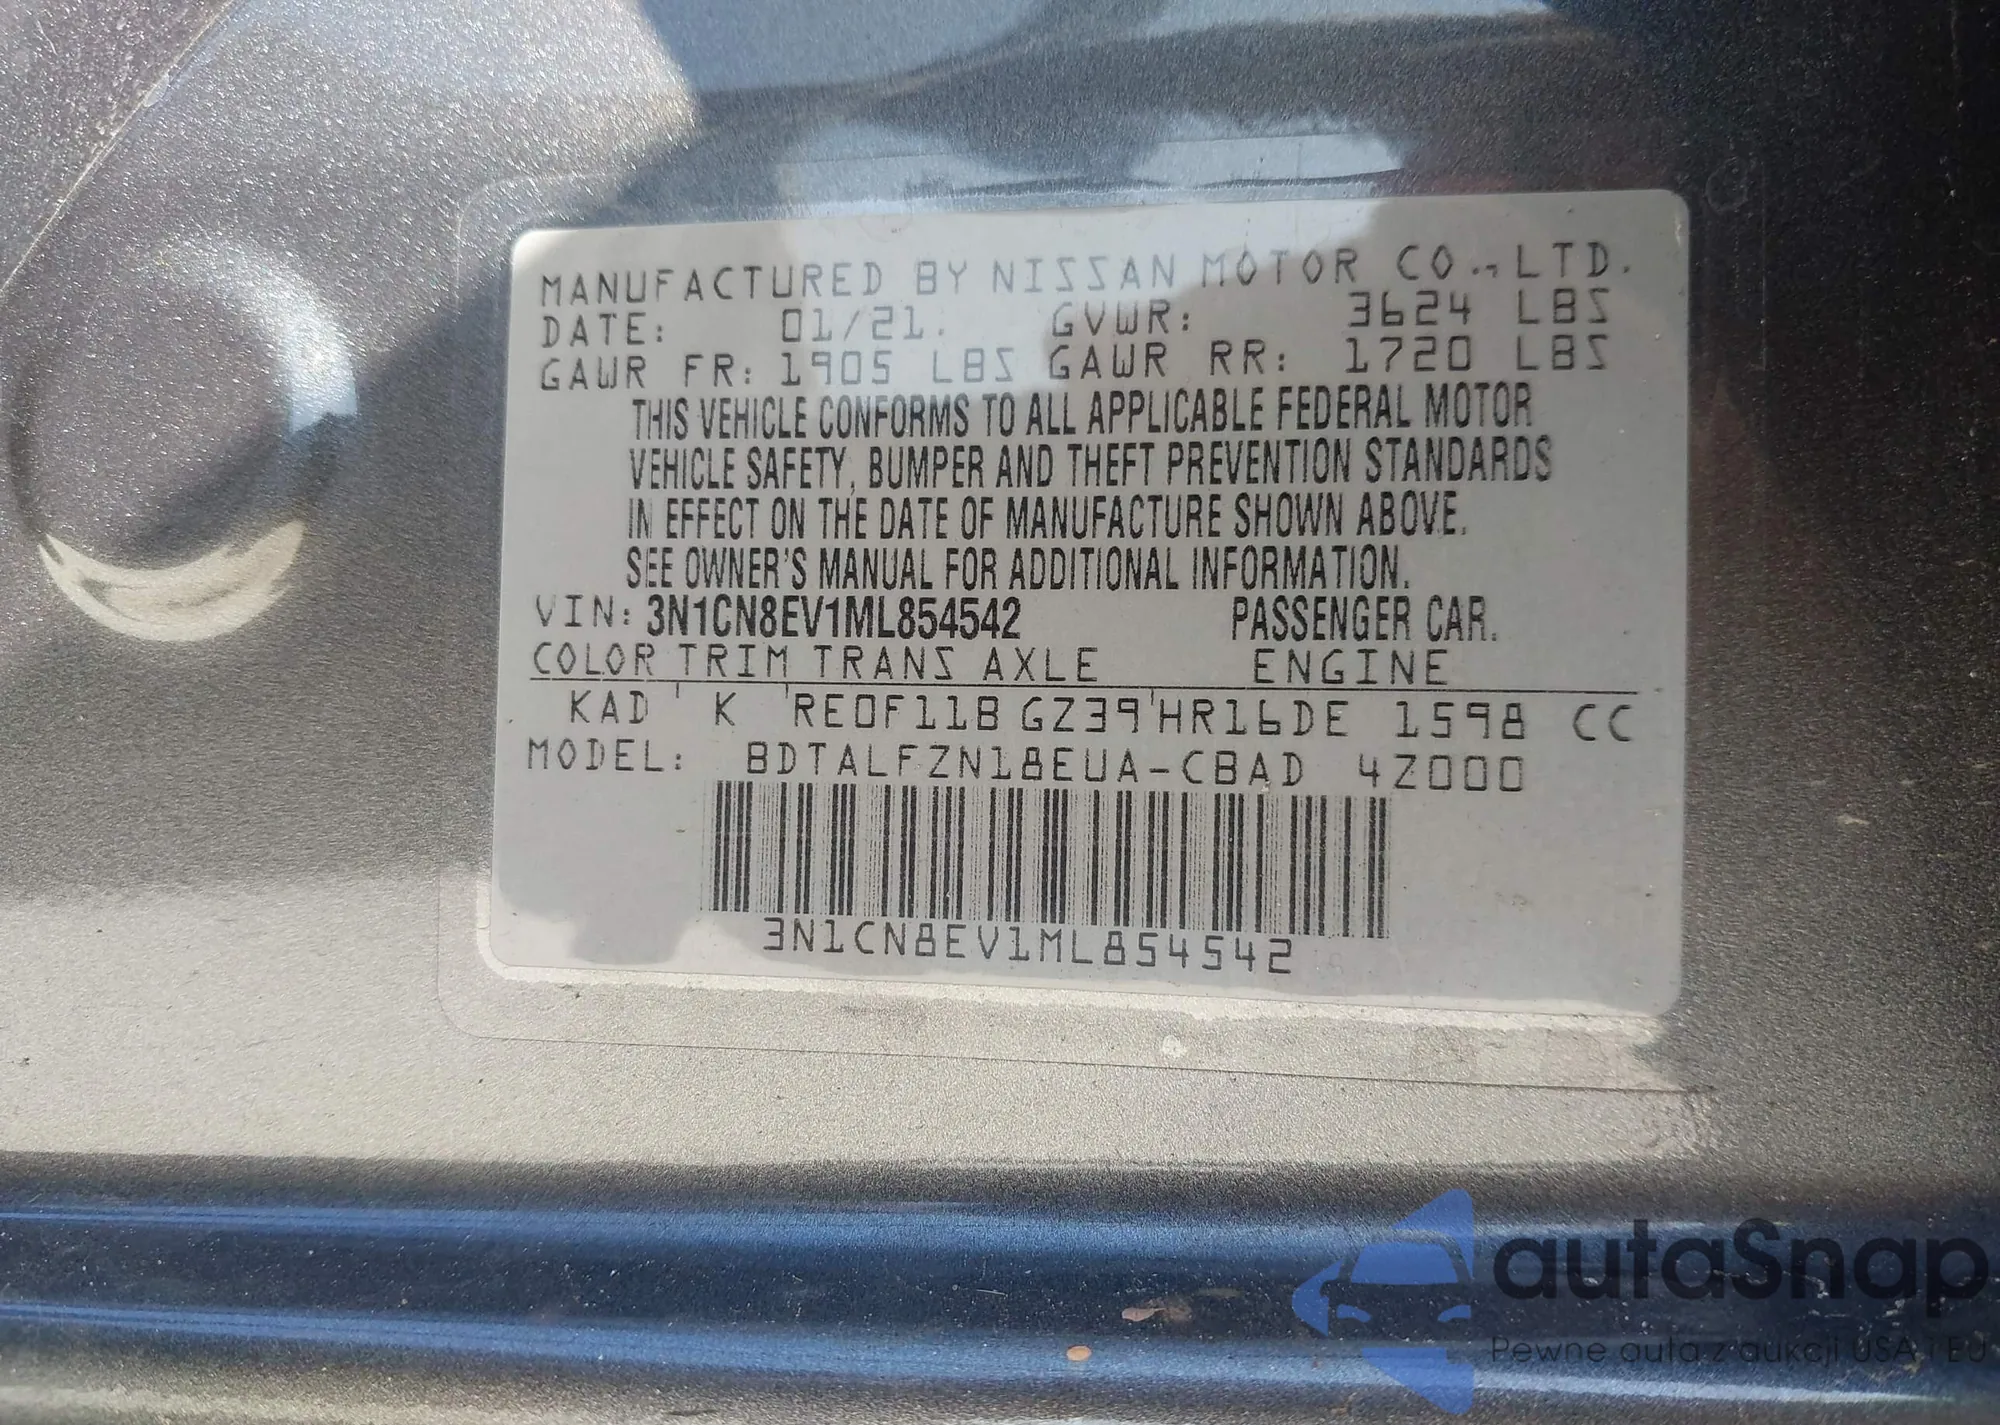 MANUFACTURED BY NISSAN MOTOR CO., LTD.
DATE: 01/21. GVWR: 3624 LBS
GAWR FR: 1905 LBS GAWR RR: 1720 LBS
THIS VEHICLE CONFORMS TO ALL APPLICABLE FEDERAL MOTOR
VEHICLE SAFETY, BUMPER AND THEFT PREVENTION STANDARDS
IN EFFECT ON THE DATE OF MANUFACTURE SHOWN ABOVE.
SEE OWNER'S MANUAL FOR ADDITIONAL INFORMATION.
VIN: 3N1CN8EV1ML854542 PASSENGER CAR.
COLOR TRIM TRANS AXLE ENGINE
KAD ' K ' RE0F11B GZ39 ' HR16DE 1598 CC
MODEL: BDTALFZN18EUA-CBAD 4Z000
3N1CN8EV1ML854542
autaSnap
Pewne auta z aukcji USA i EU